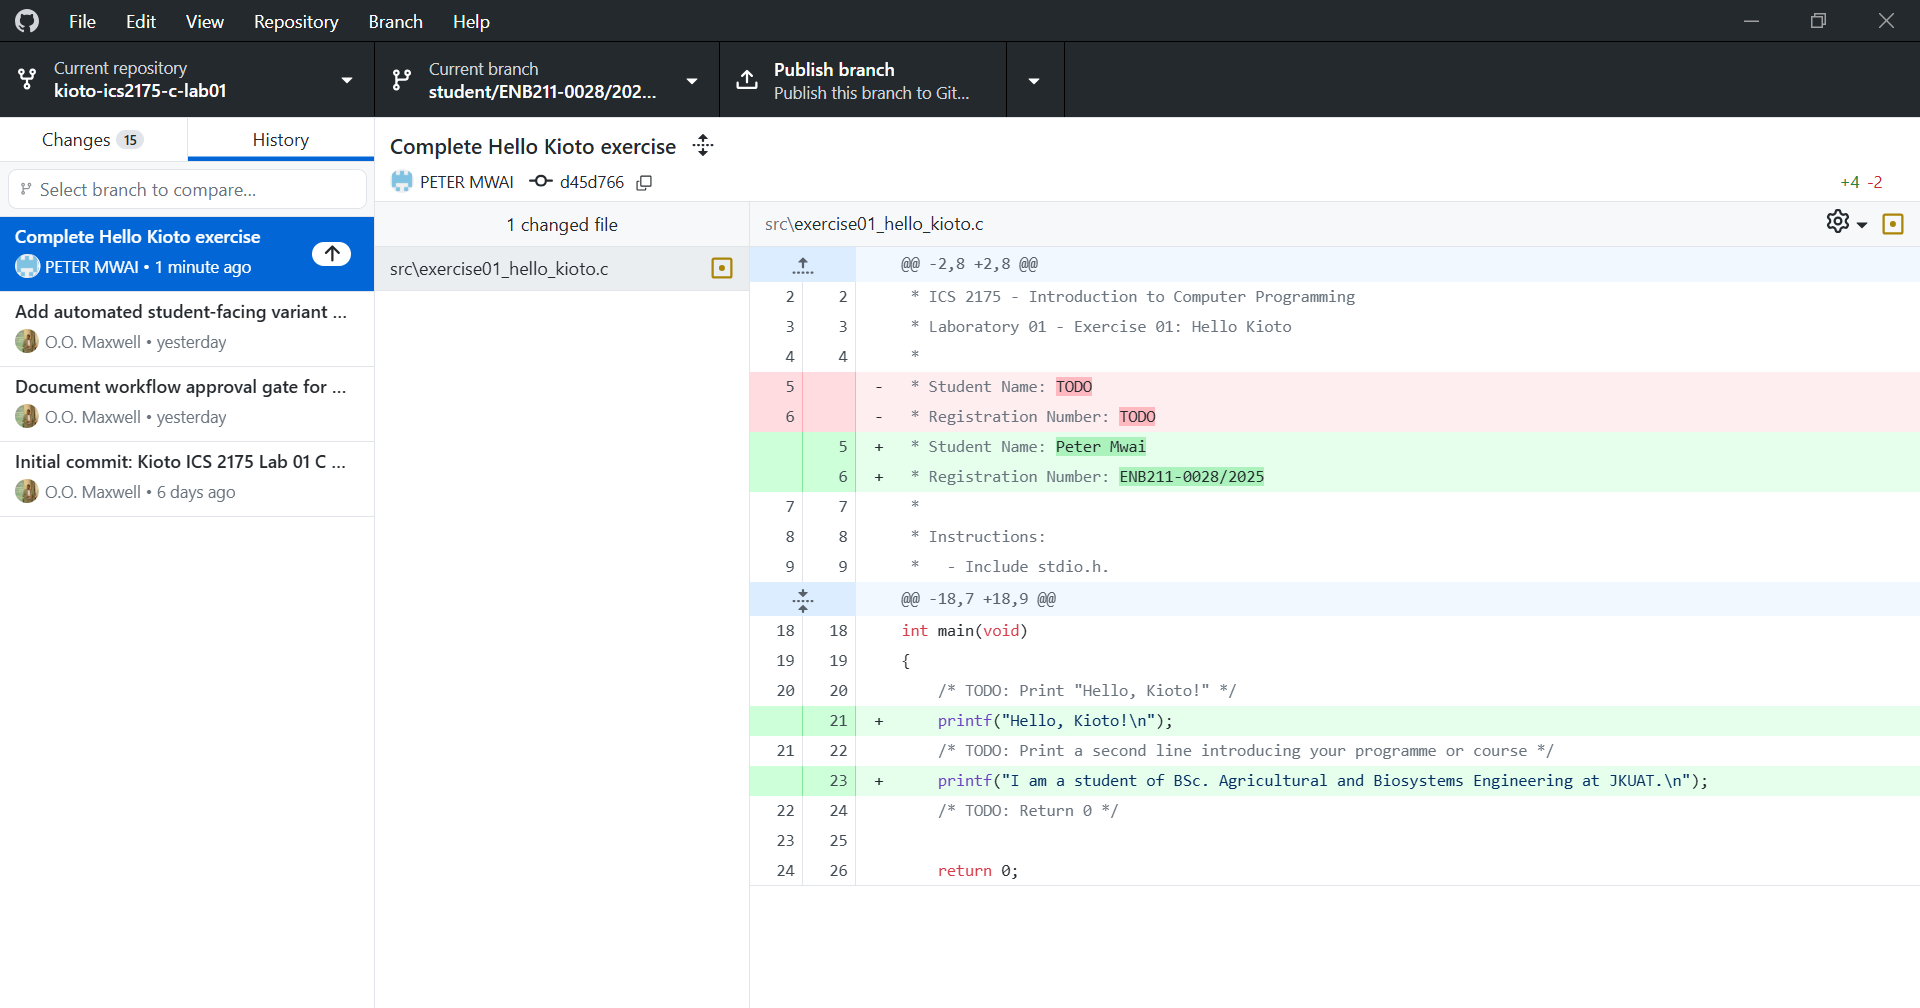 File Edit View Repository Branch Help
Current repository
kioto-ics2175-c-lab01
Current branch
student/ENB211-0028/202...
Publish branch
Publish this branch to Git...
Changes 15
History
Select branch to compare...
Complete Hello Kioto exercise
PETER MWAI • 1 minute ago
Add automated student-facing variant ...
O.O. Maxwell • yesterday
Document workflow approval gate for ...
O.O. Maxwell • yesterday
Initial commit: Kioto ICS 2175 Lab 01 C ...
O.O. Maxwell • 6 days ago
Complete Hello Kioto exercise
PETER MWAI d45d766
+4 -2
1 changed file
src\exercise01_hello_kioto.c
src\exercise01_hello_kioto.c
@@ -2,8 +2,8 @@
2 2 * ICS 2175 - Introduction to Computer Programming
3 3 * Laboratory 01 - Exercise 01: Hello Kioto
4 4 *
5 - * Student Name: TODO
6 - * Registration Number: TODO
5 + * Student Name: Peter Mwai
6 + * Registration Number: ENB211-0028/2025
7 7 *
8 8 * Instructions:
9 9 *   - Include stdio.h.
@@ -18,7 +18,9 @@
18 18 int main(void)
19 19 {
20 20 /* TODO: Print "Hello, Kioto!" */
21 + printf("Hello, Kioto!\n");
21 22 /* TODO: Print a second line introducing your programme or course */
23 + printf("I am a student of BSc. Agricultural and Biosystems Engineering at JKUAT.\n");
22 24 /* TODO: Return 0 */
23 25
24 26 return 0;